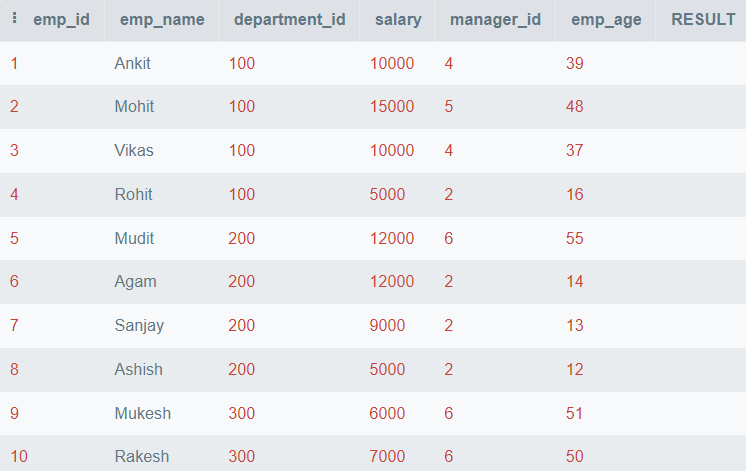 ⋮ emp_id emp_name department_id salary manager_id emp_age RESULT
1 Ankit 100 10000 4 39
2 Mohit 100 15000 5 48
3 Vikas 100 10000 4 37
4 Rohit 100 5000 2 16
5 Mudit 200 12000 6 55
6 Agam 200 12000 2 14
7 Sanjay 200 9000 2 13
8 Ashish 200 5000 2 12
9 Mukesh 300 6000 6 51
10 Rakesh 300 7000 6 50